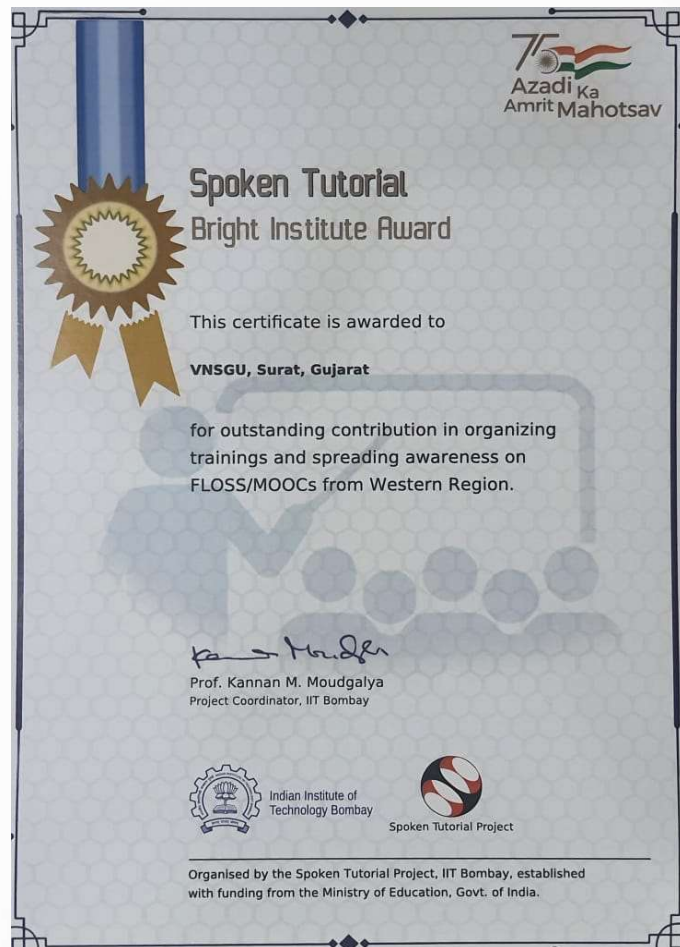 75
Azadi Ka
Amrit Mahotsav
Spoken Tutorial
Bright Institute Award
This certificate is awarded to
VNSGU, Surat, Gujarat
for outstanding contribution in organizing
trainings and spreading awareness on
FLOSS/MOOCs from Western Region.
Prof. Kannan M. Moudgalya
Project Coordinator, IIT Bombay
Indian Institute of
Technology Bombay
Spoken Tutorial Project
Organised by the Spoken Tutorial Project, IIT Bombay, established
with funding from the Ministry of Education, Govt. of India.